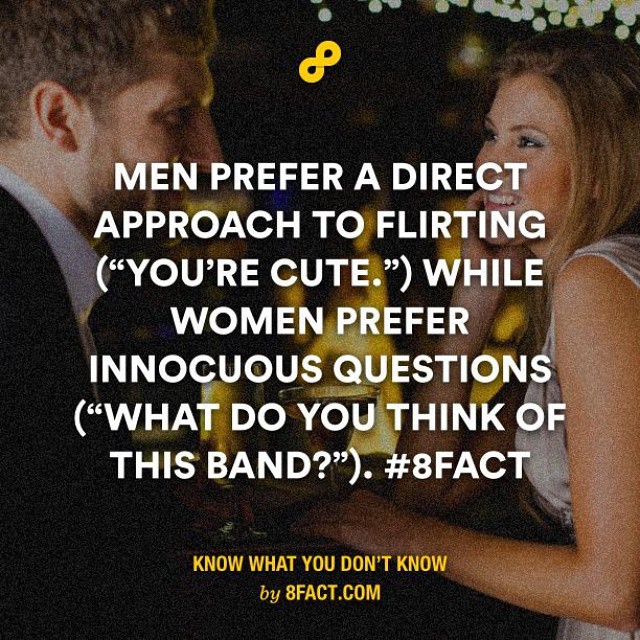 MEN PREFER A DIRECT
APPROACH TO FLIRTING
(“YOU’RE CUTE.”) WHILE
WOMEN PREFER
INNOCUOUS QUESTIONS
(“WHAT DO YOU THINK OF
THIS BAND?”). #8FACT
KNOW WHAT YOU DON’T KNOW
by 8FACT.COM